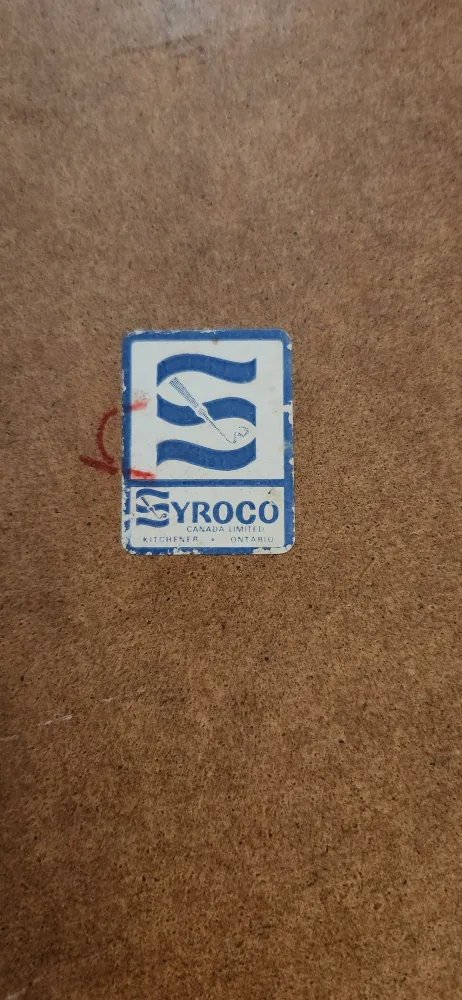 S
SYROCO
CANADA LIMITED
KITCHENER • ONTARIO